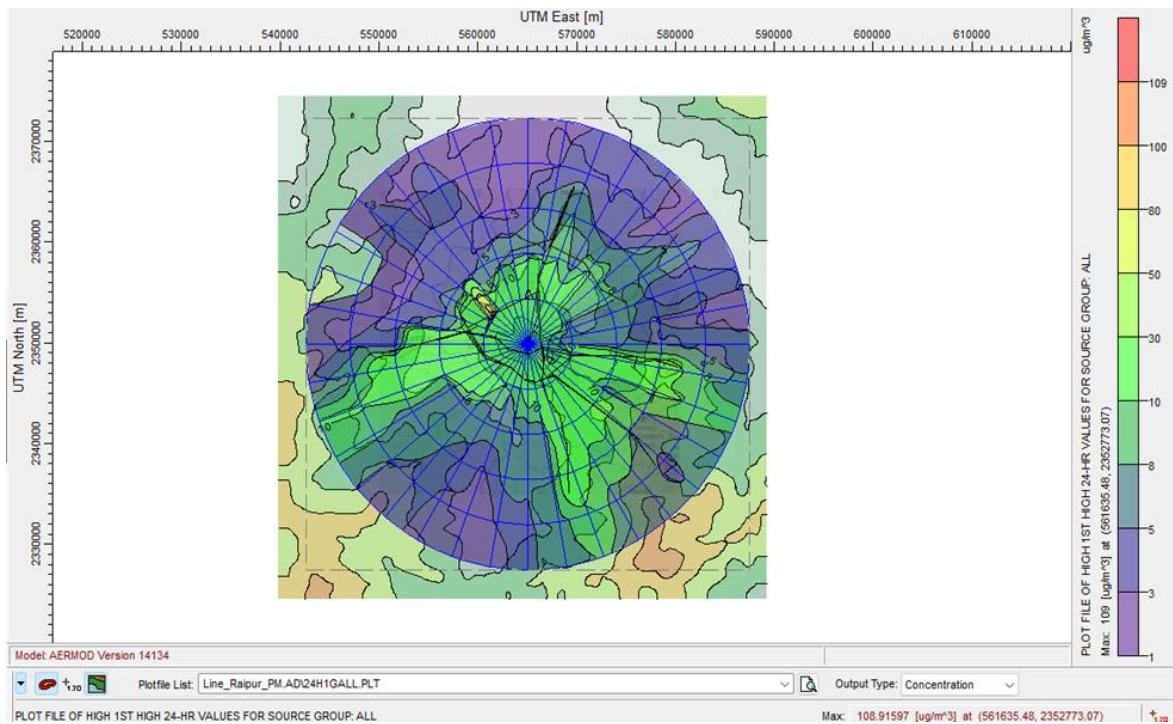 UTM East [m]
520000 530000 540000 550000 560000 570000 580000 590000 600000 610000
UTM North [m]
2370000
2360000
2350000
2340000
2330000
ug/m^3
109
100
80
50
30
10
8
5
3
1
PLOT FILE OF HIGH 1ST HIGH 24-HR VALUES FOR SOURCE GROUP: ALL
Max: 109 [ug/m^3] at (561635.48, 2352773.07)
Model: AERMOD Version 14134
Plotfile List: Line_Raipur_PM.AD\24H1GALL.PLT Output Type: Concentration
PLOT FILE OF HIGH 1ST HIGH 24-HR VALUES FOR SOURCE GROUP: ALL Max: 108.91597 [ug/m^3] at (561635.48, 2352773.07)